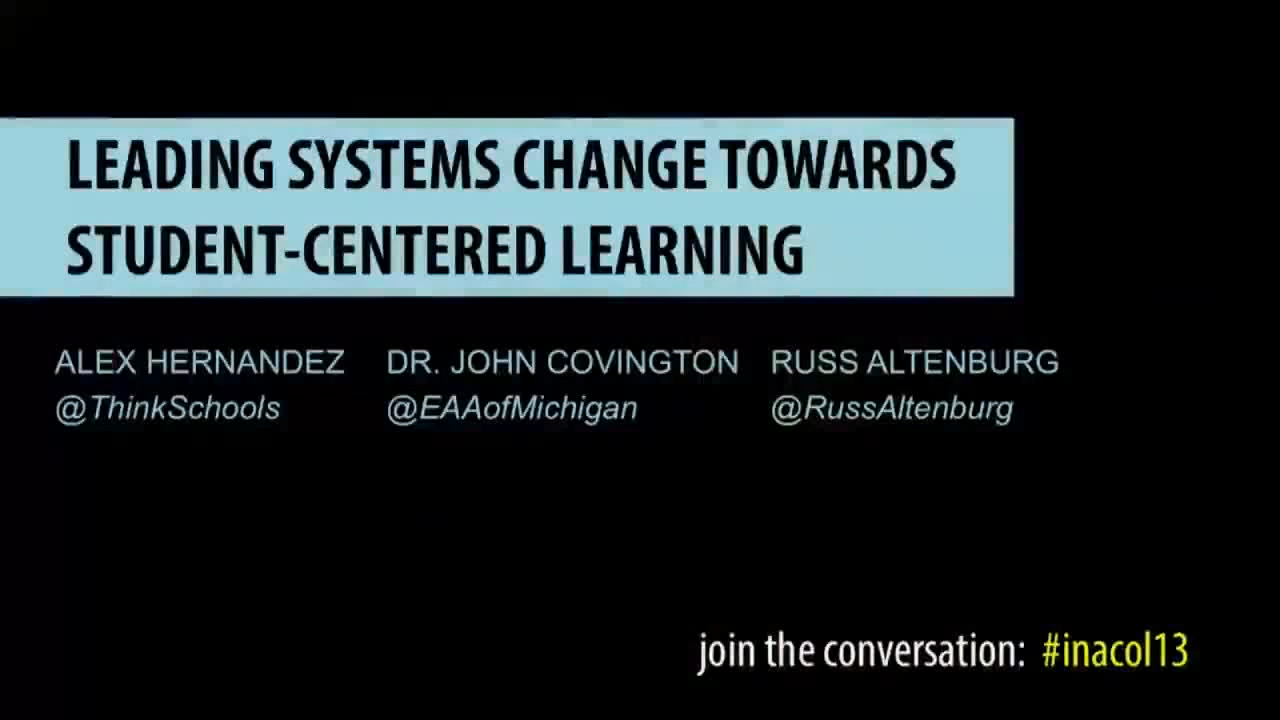 LEADING SYSTEMS CHANGE TOWARDS
STUDENT-CENTERED LEARNING
ALEX HERNANDEZ DR. JOHN COVINGTON RUSS ALTENBURG
@ThinkSchools @EAAofMichigan @RussAltenburg
join the conversation: #inacol13